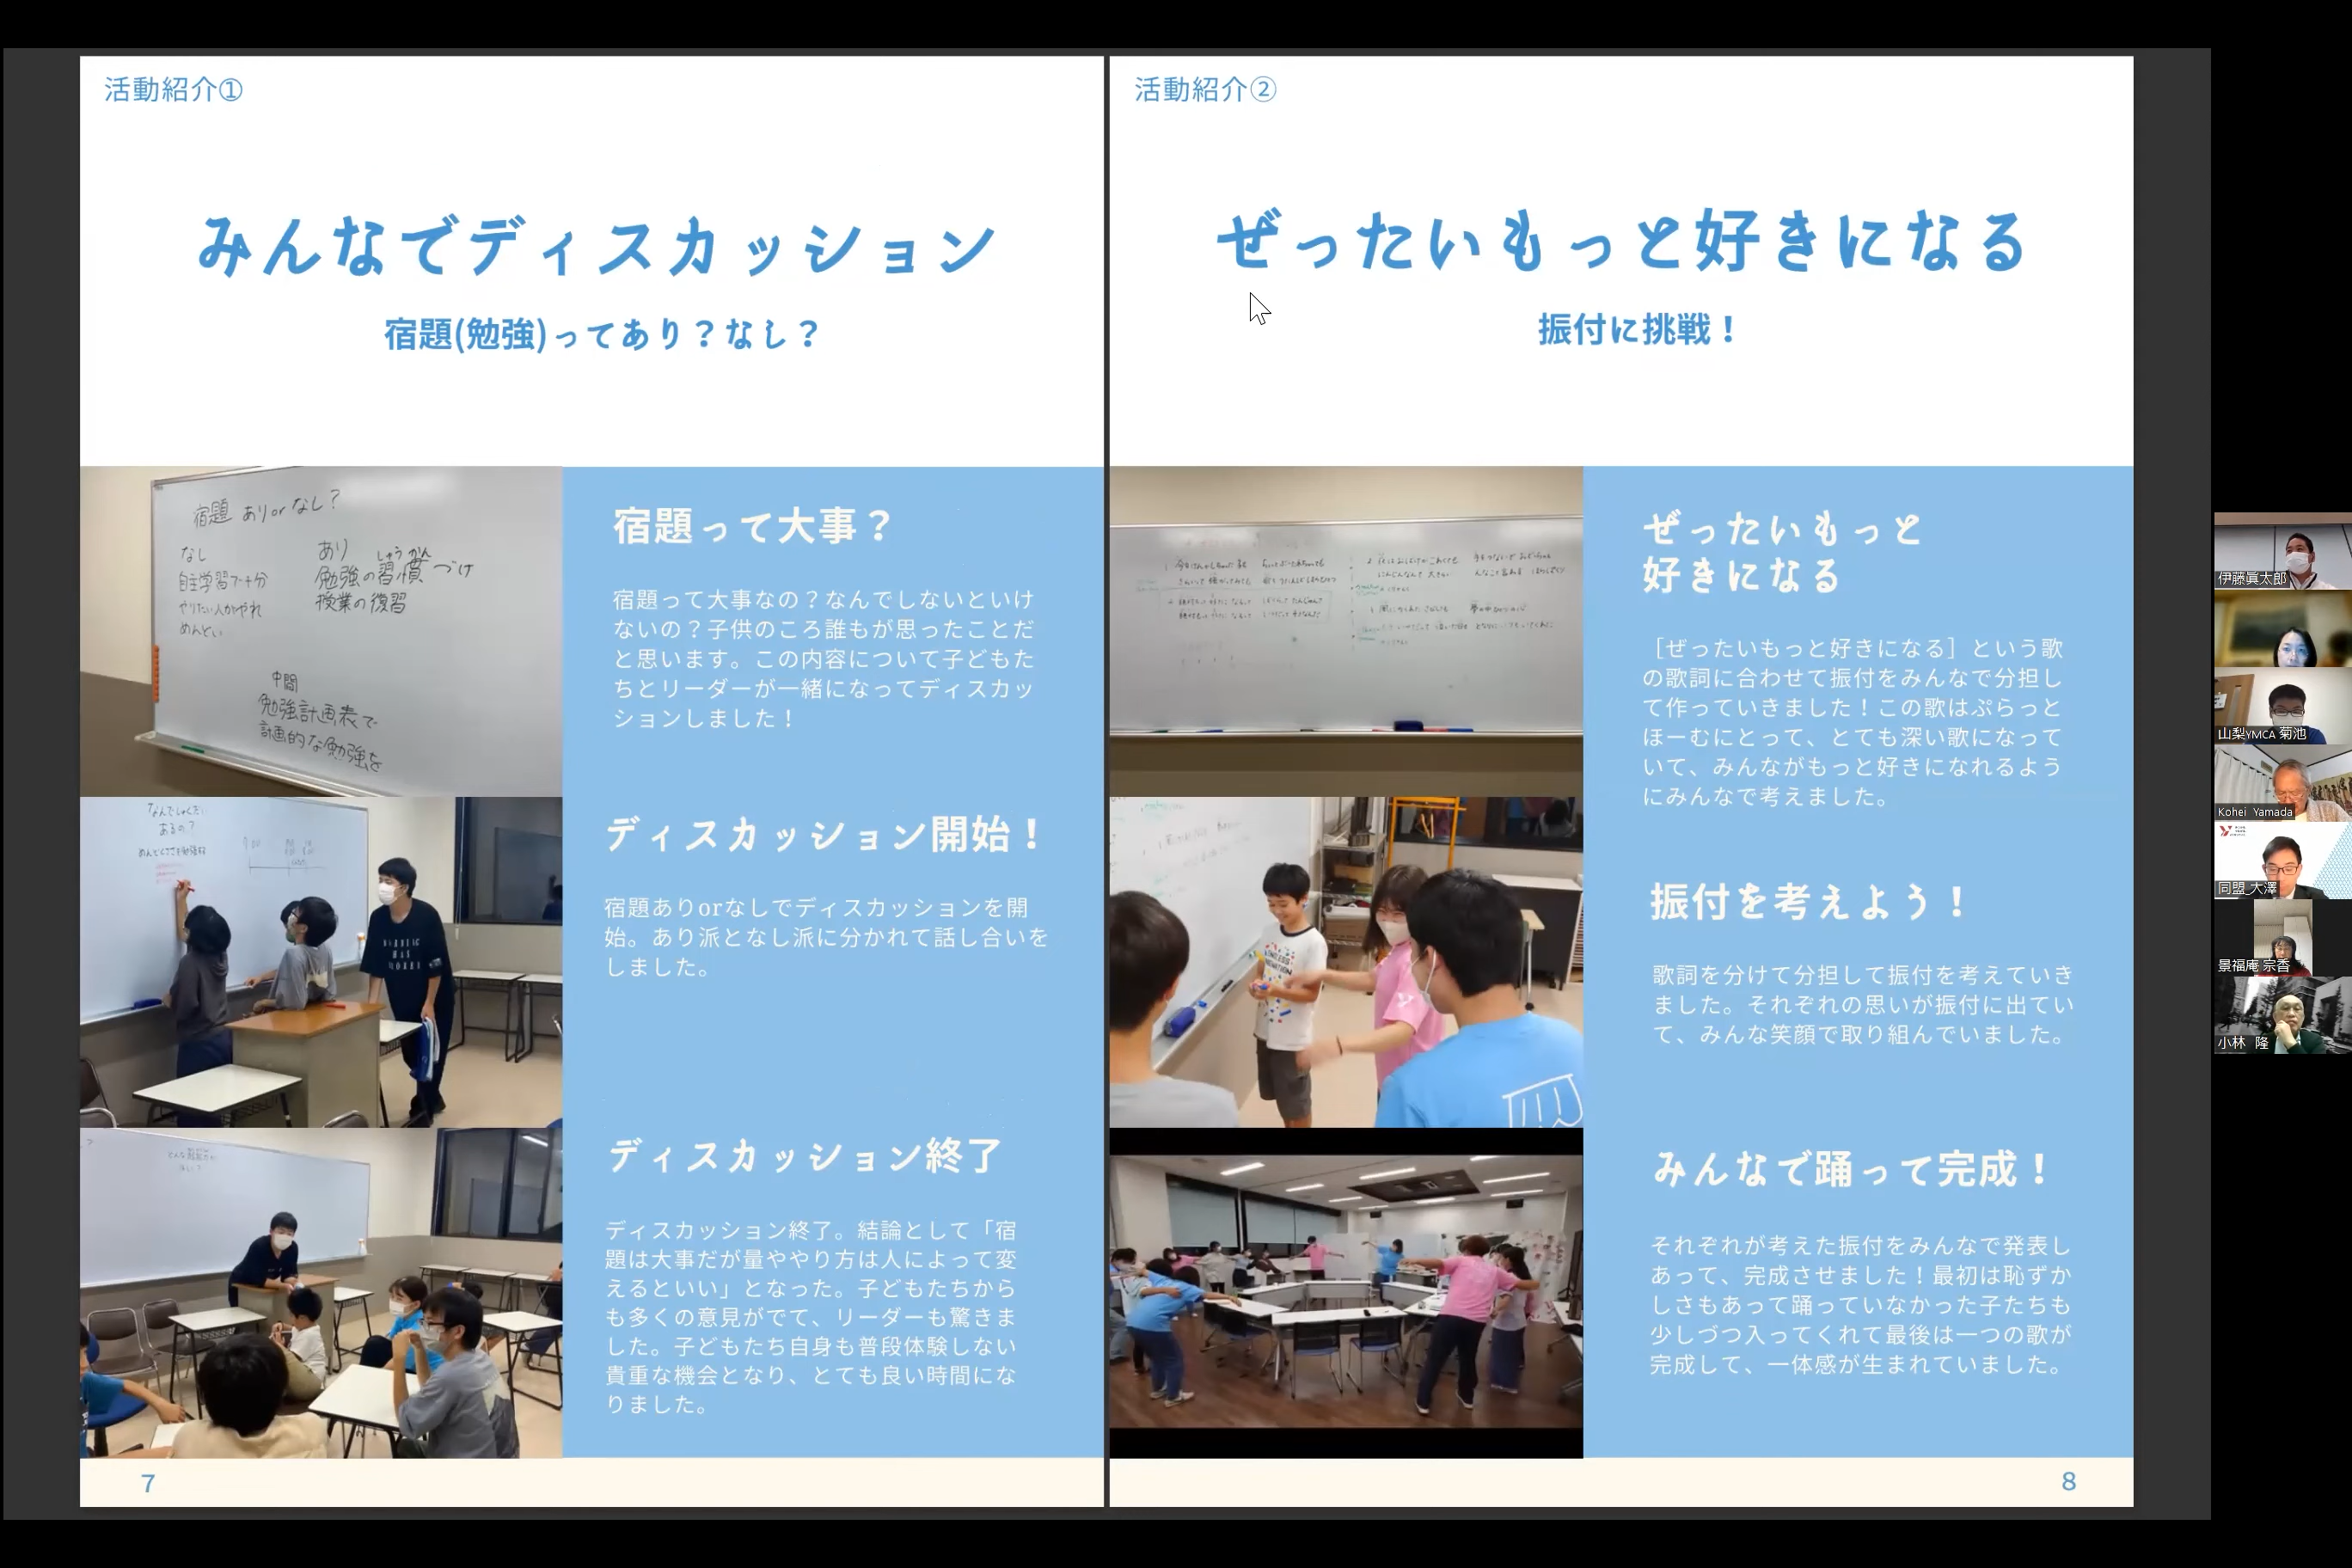 活動紹介①
みんなでディスカッション
宿題(勉強)ってあり？なし？
宿題 ありorなし？
なし
自主学習で十分
やりたい人がやれ
めんどい
あり
しゅうかん
勉強の習慣づけ
授業の復習
中間
勉強計画表で
計画的な勉強を
宿題って大事？
宿題って大事なの？なんでしないといけ
ないの？子供のころ誰もが思ったことだ
と思います。この内容について子どもた
ちとリーダーが一緒になってディスカッ
ションしました！
なんでしゅくだい
あるの？
ディスカッション開始！
宿題ありorなしでディスカッションを開
始。あり派となし派に分かれて話し合いを
しました。
ディスカッション終了
ディスカッション終了。結論として「宿
題は大事だが量ややり方は人によって変
えるといい」となった。子どもたちから
も多くの意見がでて、リーダーも驚きま
した。子どもたち自身も普段体験しない
貴重な機会となり、とても良い時間にな
りました。
7
活動紹介②
ぜったいもっと好きになる
振付に挑戦！
ぜったいもっと
好きになる
［ぜったいもっと好きになる］という歌
の歌詞に合わせて振付をみんなで分担し
て作っていきました！この歌はぷらっと
ほーむにとって、とても深い歌になって
いて、みんながもっと好きになれるよう
にみんなで考えました。
振付を考えよう！
歌詞を分けて分担して振付を考えていき
ました。それぞれの思いが振付に出てい
て、みんな笑顔で取り組んでいました。
みんなで踊って完成！
それぞれが考えた振付をみんなで発表し
あって、完成させました！最初は恥ずか
しさもあって踊っていなかった子たちも
少しづつ入ってくれて最後は一つの歌が
完成して、一体感が生まれていました。
8
伊藤眞太郎
山梨YMCA 菊池
Kohei Yamada
同盟_大澤
景福庵 宗香
小林 隆